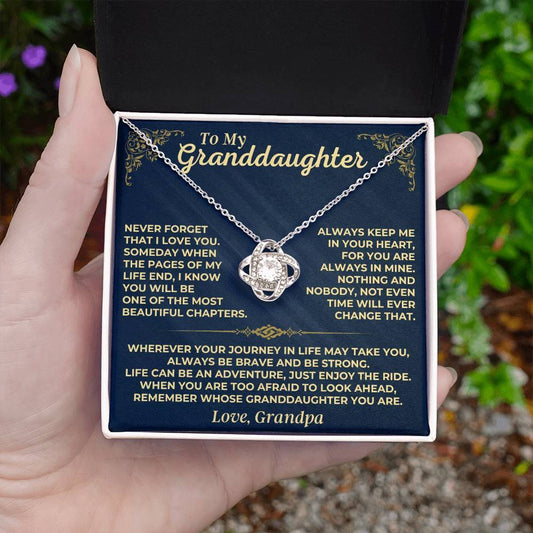 To My
Granddaughter
NEVER FORGET
THAT I LOVE YOU.
SOMEDAY WHEN
THE PAGES OF MY
LIFE END, I KNOW
YOU WILL BE
ONE OF THE MOST
BEAUTIFUL CHAPTERS.
ALWAYS KEEP ME
IN YOUR HEART,
FOR YOU ARE
ALWAYS IN MINE.
NOTHING AND
NOBODY, NOT EVEN
TIME WILL EVER
CHANGE THAT.
WHEREVER YOUR JOURNEY IN LIFE MAY TAKE YOU,
ALWAYS BE BRAVE AND BE STRONG.
LIFE CAN BE AN ADVENTURE, JUST ENJOY THE RIDE.
WHEN YOU ARE TOO AFRAID TO LOOK AHEAD,
REMEMBER WHOSE GRANDDAUGHTER YOU ARE.
Love, Grandpa